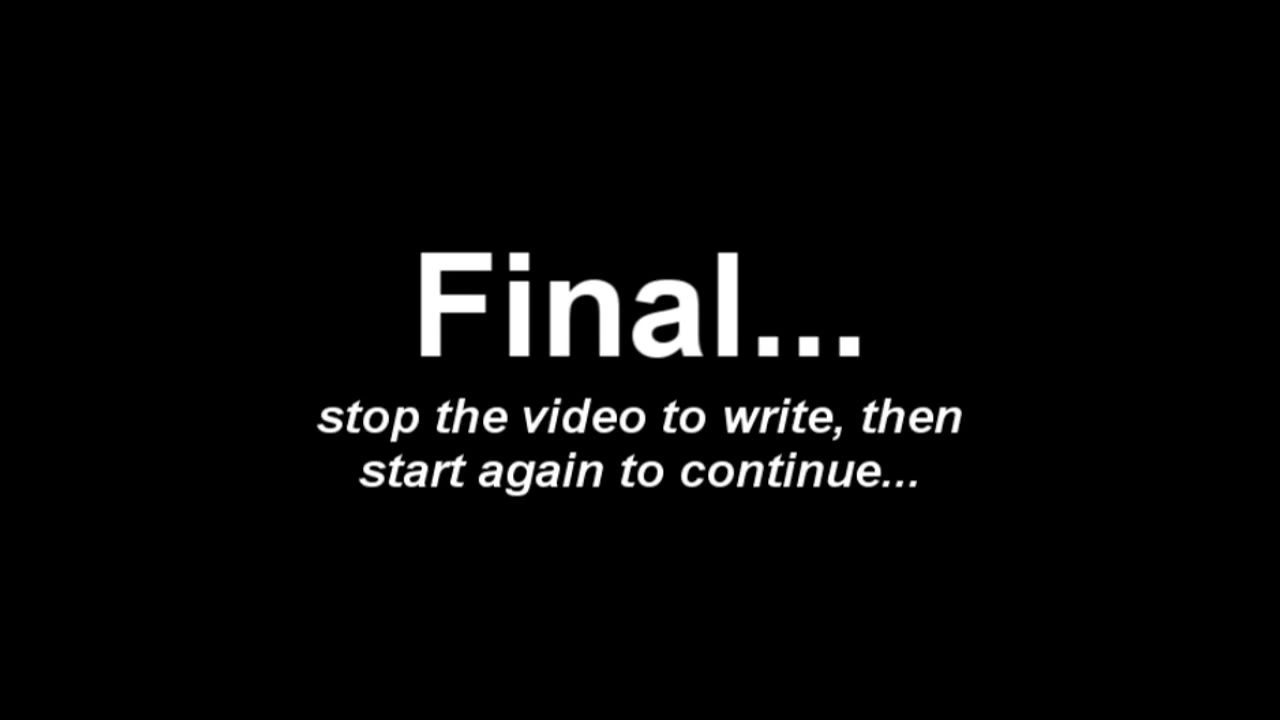 Final...
stop the video to write, then
start again to continue...